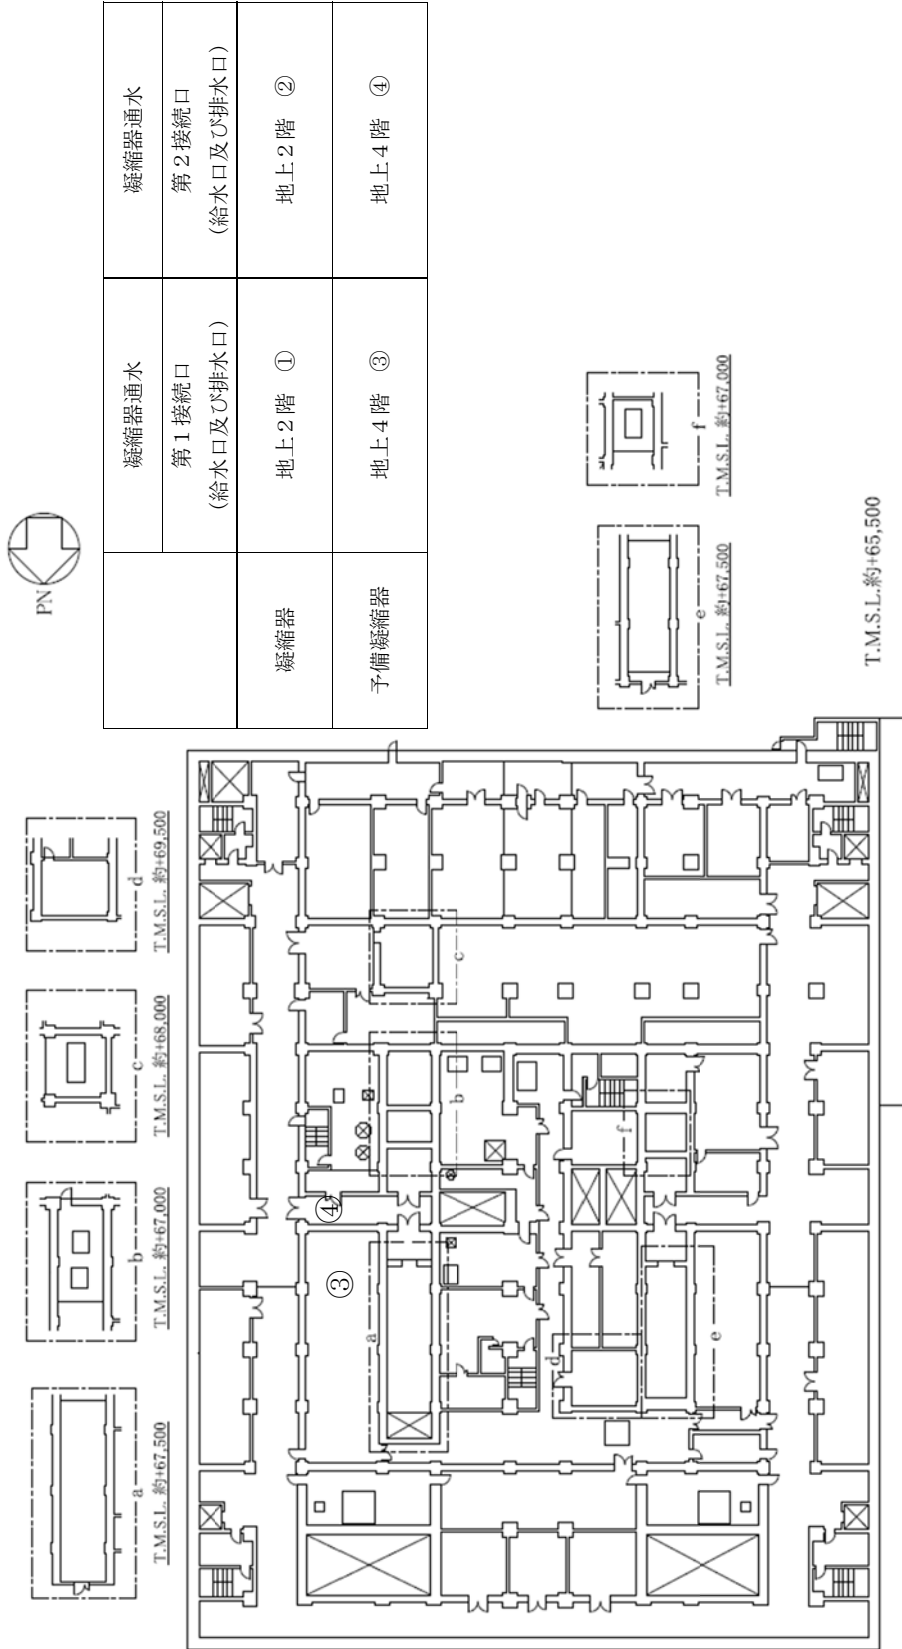 PN
凝縮器通水
第1接続口
(給水口及び排水口)
凝縮器通水
第2接続口
(給水口及び排水口)
凝縮器
地上2階 ①
地上2階 ②
予備凝縮器
地上4階 ③
地上4階 ④
a
T.M.S.L. 約+67,500
b
T.M.S.L. 約+67,000
c
T.M.S.L. 約+68,000
d
T.M.S.L. 約+69,500
③
④
a
b
c
d
e
f
e
T.M.S.L. 約+67,500
f
T.M.S.L. 約+67,000
T.M.S.L.約+65,500